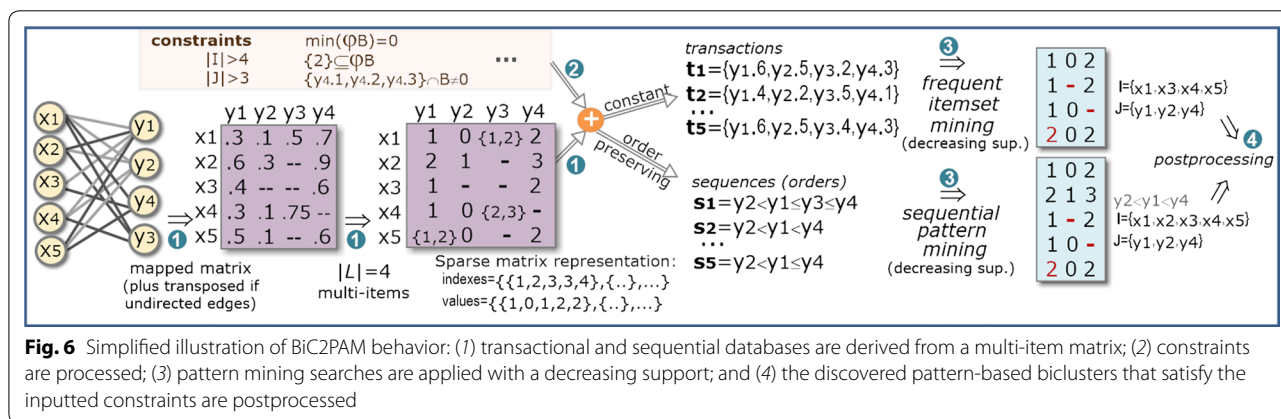 constraints min(φB)=0
|I|>4 {2}⊆φB ...
|J|>3 {y4.1, y4.2, y4.3}∩B≠0
x1
x2
x3
x4
x5
y1
y2
y4
y3
1
mapped matrix
(plus transposed if
undirected edges)
y1 y2 y3 y4
x1 .3 .1 .5 .7
x2 .6 .3 -- .9
x3 .4 -- -- .6
x4 .3 .1 .75 --
x5 .5 .1 -- .6
1
|L|=4
multi-items
y1 y2 y3 y4
x1 1 0 {1,2} 2
x2 2 1 - 3
x3 1 - - 2
x4 1 0 {2,3} -
x5 {1,2} 0 - 2
Sparse matrix representation:
indexes={{1,2,3,3,4},{..},...}
values={{1,0,1,2,2},{..},...}
2
1
+
constant
order
preserving
transactions
t1={y1.6,y2.5,y3.2,y4.3}
t2={y1.4,y2.2,y3.5,y4.1}
...
t5={y1.6,y2.5,y3.4,y4.3}
sequences (orders)
s1=y2<y1≤y3≤y4
s2=y2<y1<y4
...
s5=y2<y1≤y4
3
frequent
itemset
mining
(decreasing sup.)
3
sequential
pattern
mining
(decreasing sup.)
1 0 2
1 - 2
1 0 -
2 0 2
I={x1,x3,x4,x5}
J={y1,y2,y4}
1 0 2
2 1 3
1 - 2
1 0 -
2 0 2
y2<y1<y4
I={x1,x2,x3,x4,x5}
J={y1,y2,y4}
4
postprocessing
Fig. 6 Simplified illustration of BiC2PAM behavior: (1) transactional and sequential databases are derived from a multi-item matrix; (2) constraints
are processed; (3) pattern mining searches are applied with a decreasing support; and (4) the discovered pattern-based biclusters that satisfy the
inputted constraints are postprocessed